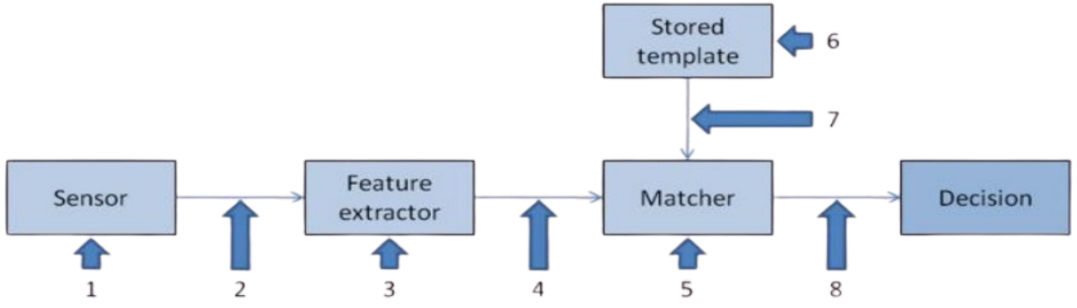 Stored
template
6
7
Sensor
Feature
extractor
Matcher
Decision
1
2
3
4
5
8